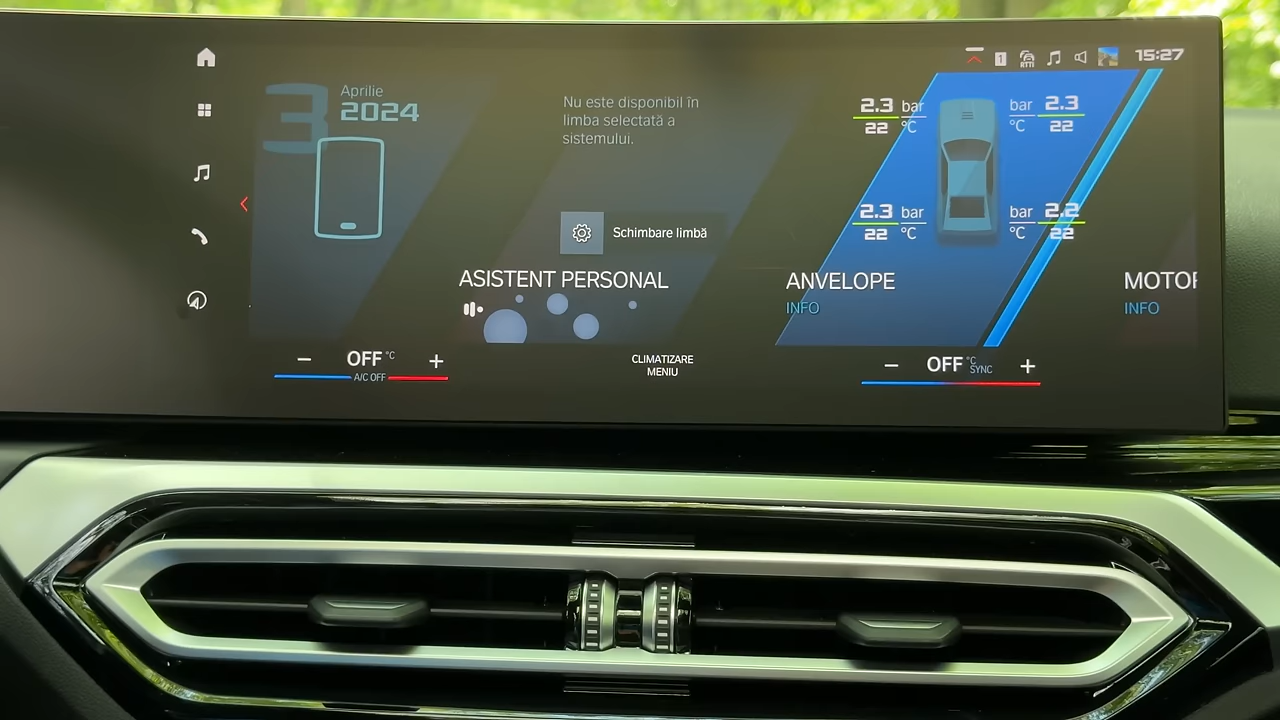 15:27
1
RTTI
3
Aprilie
2024
Nu este disponibil în
limba selectată a
sistemului.
Schimbare limbă
ASISTENT PERSONAL
2.3 bar
22 °C
bar 2.3
°C 22
2.3 bar
22 °C
bar 2.2
°C 22
ANVELOPE
INFO
MOTOR
INFO
− OFF °C +
A/C OFF
CLIMATIZARE
MENIU
− OFF °C +
SYNC